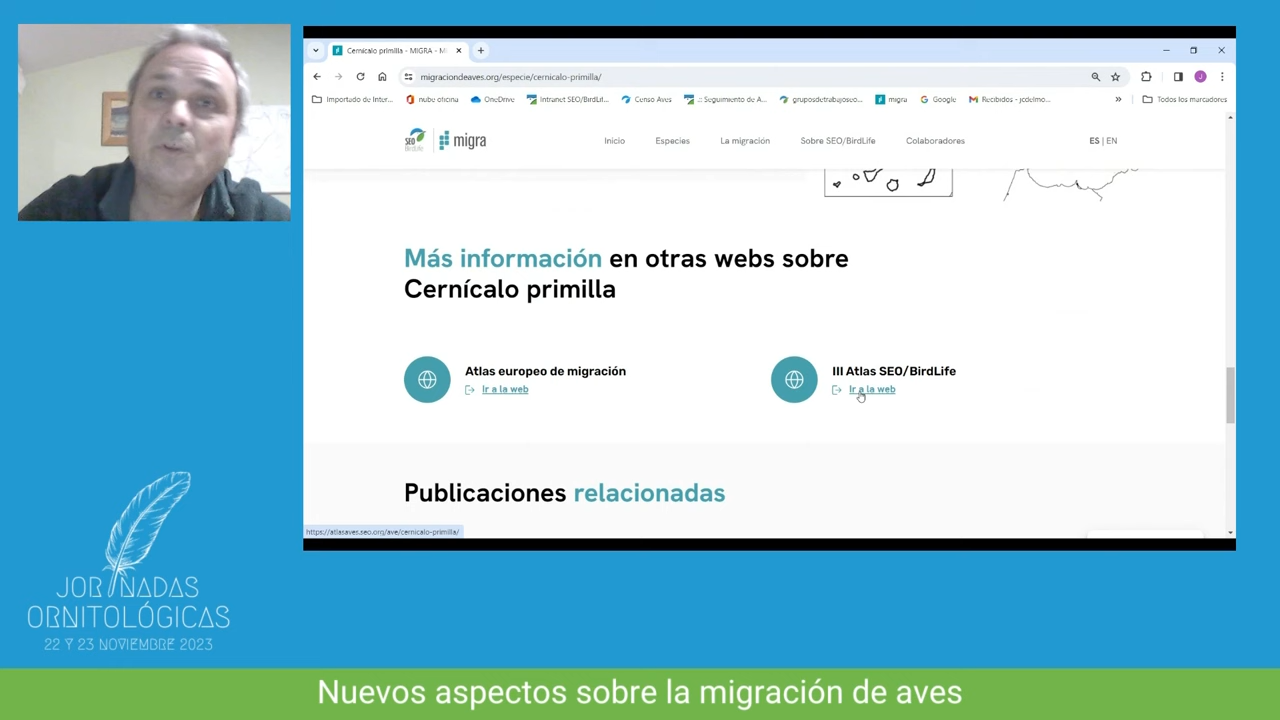 Cernícalo primilla - MIGRA - M
migraciondeaves.org/especie/cernicalo-primilla/
Importado de Inter...
nube oficina
OneDrive
Intranet SEO/BirdLif...
Censo Aves
.:: Seguimiento de A...
gruposdetrabajoseo...
migra
Google
Recibidos - jcdelmo...
»
Todos los marcadores
SEO BirdLife
migra
Inicio
Especies
La migración
Sobre SEO/BirdLife
Colaboradores
ES | EN
Más información en otras webs sobre
Cernícalo primilla
Atlas europeo de migración
Ir a la web
III Atlas SEO/BirdLife
Ir a la web
Publicaciones relacionadas
https://atlasaves.seo.org/ave/cernicalo-primilla/
JORNADAS
ORNITOLÓGICAS
22 Y 23 NOVIEMBRE 2023
Nuevos aspectos sobre la migración de aves